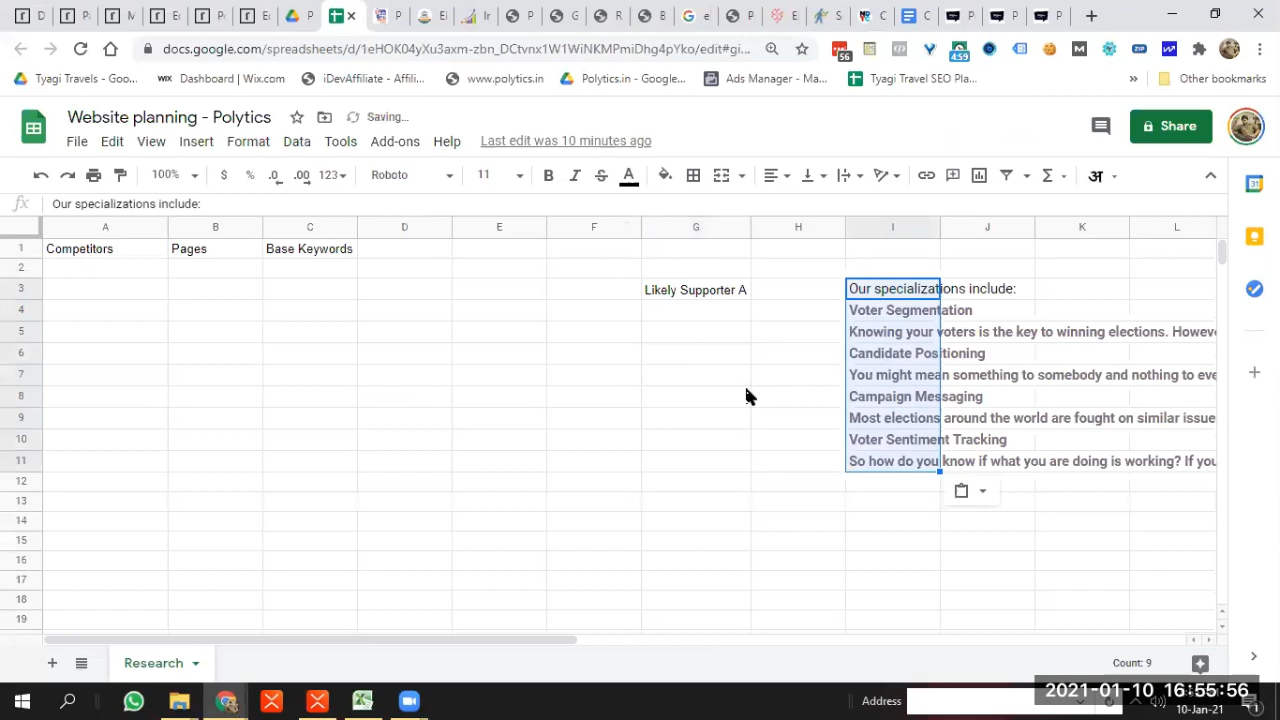 docs.google.com/spreadsheets/d/1eHOK04yXu3axm-zbn_DCtvnx1W1WiNKMPmiDhg4pYko/edit#gi...
56
4:59
ZIP
Tyagi Travels - Goo...
WIX Dashboard | Wix.com
iDevAffiliate - Affili...
www.polytics.in
Polytics.in - Google...
Ads Manager - Ma...
Tyagi Travel SEO Pla...
»
Other bookmarks
Website planning - Polytics
Saving...
File Edit View Insert Format Data Tools Add-ons Help
Last edit was 10 minutes ago
Share
100% $ % .0 .00 123 Roboto 11 B I S A Σ अ
fx Our specializations include:
A B C D E F G H I J K L
1 Competitors Pages Base Keywords
2
3 Likely Supporter A Our specializations include:
4 Voter Segmentation
5 Knowing your voters is the key to winning elections. Howeve
6 Candidate Positioning
7 You might mean something to somebody and nothing to eve
8 Campaign Messaging
9 Most elections around the world are fought on similar issue
10 Voter Sentiment Tracking
11 So how do you know if what you are doing is working? If you
12
13
14
15
16
17
18
19
Research
Count: 9
Address
2021-01-10 16:55:56
10-Jan-21